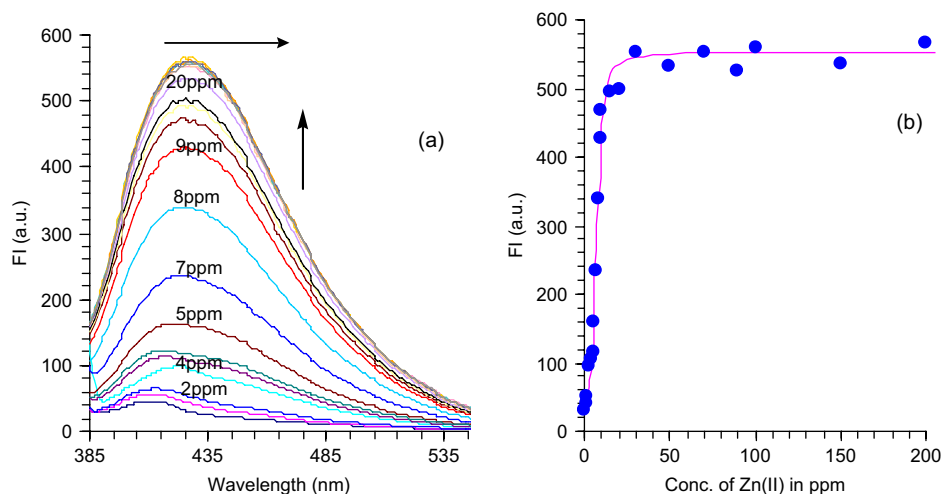 600
500
400
300
200
100
0
FI (a.u.)
20ppm
9ppm
8ppm
7ppm
5ppm
4ppm
2ppm
(a)
385 435 485 535
Wavelength (nm)
600
500
400
300
200
100
0
FI (a.u.)
(b)
0 50 100 150 200
Conc. of Zn(II) in ppm